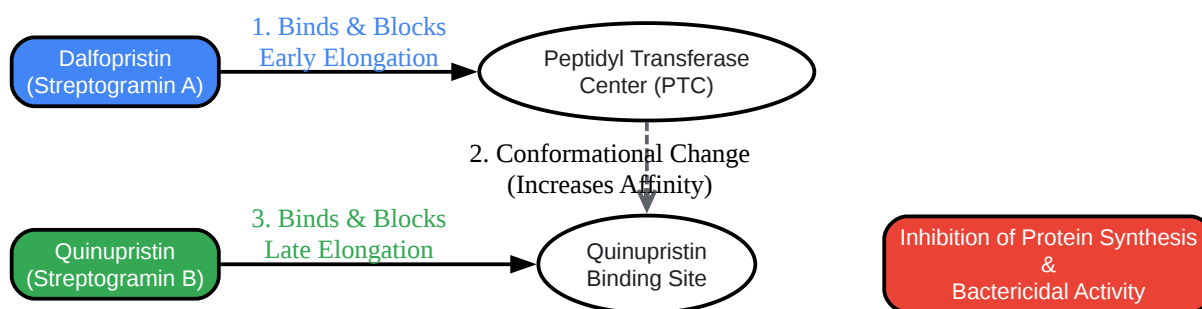 1. Binds & Blocks
Early Elongation
Dalfopristin
(Streptogramin A)
Peptidyl Transferase
Center (PTC)
2. Conformational Change
(Increases Affinity)
3. Binds & Blocks
Late Elongation
Quinupristin
(Streptogramin B)
Quinupristin
Binding Site
Inhibition of Protein Synthesis
&
Bactericidal Activity